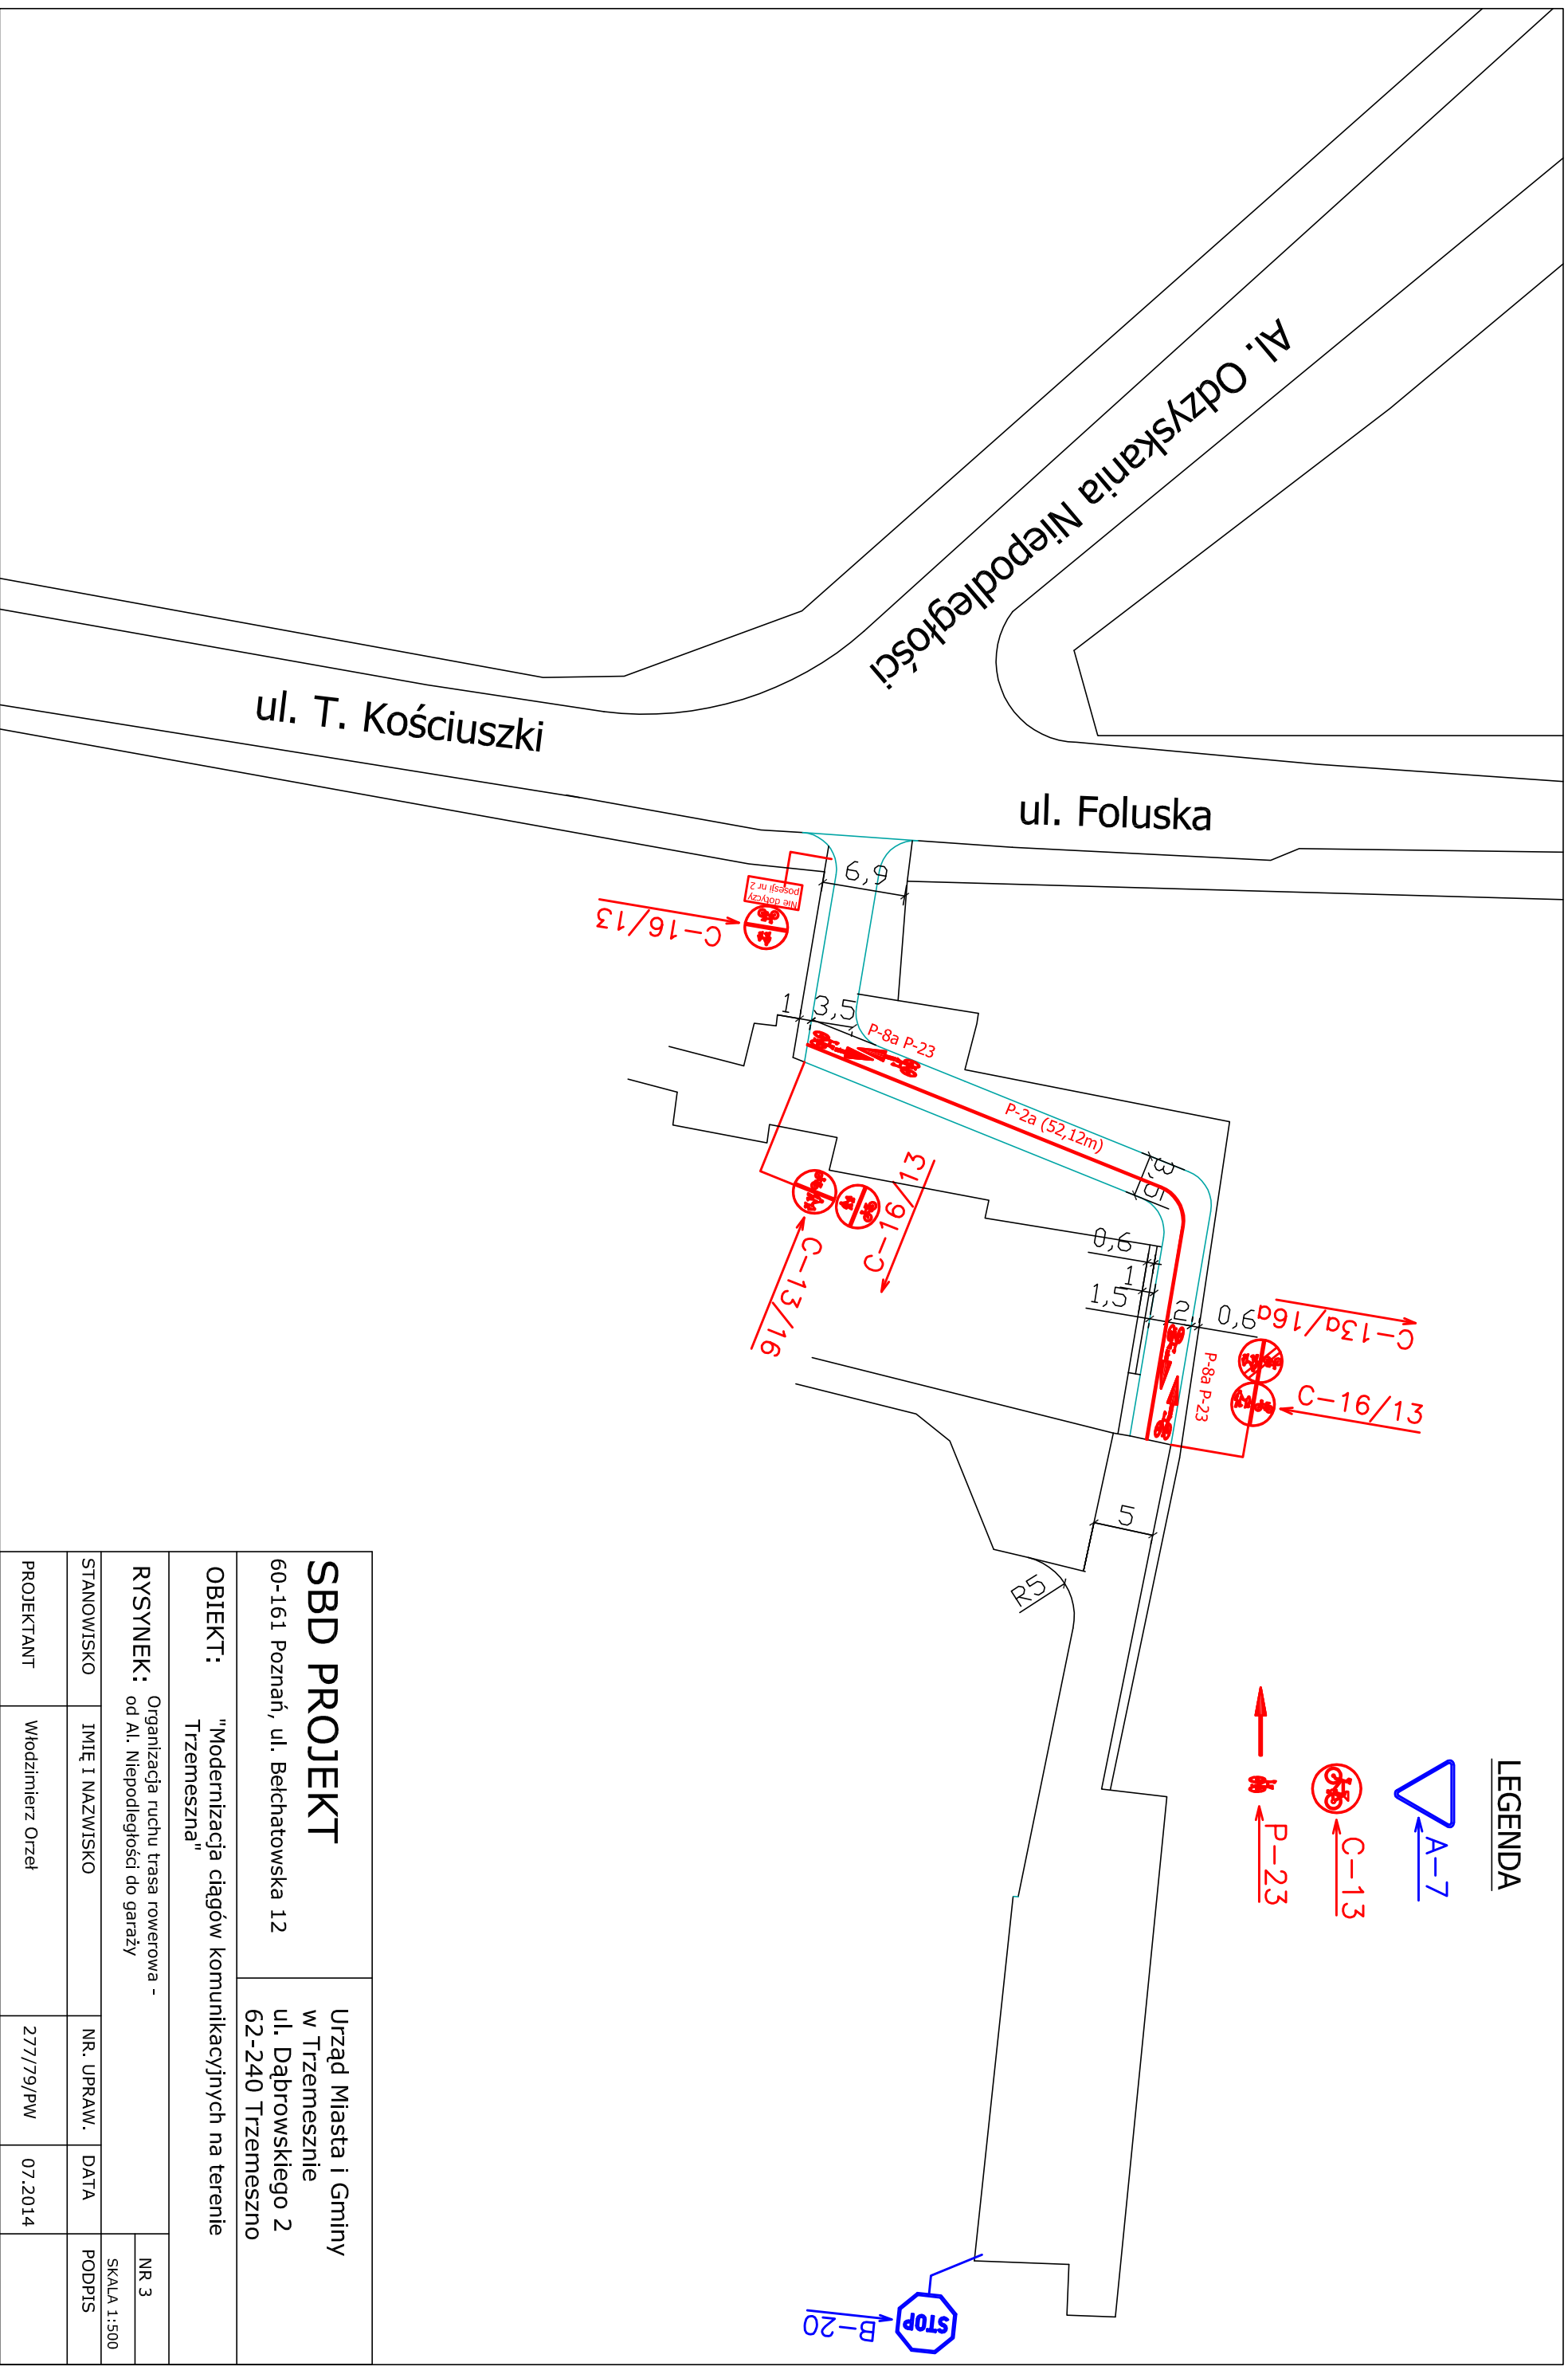 LEGENDA
A-7
C-13
P-23
Al. Odzyskania Niepodległości
ul. T. Kościuszki
ul. Foluska
6,9
Nie dotyczy
posesji nr 2
C-16/13
1
3,5
P-8a P-23
P-2a (52,12m)
C-16/13
C-13/16
0,6
1
1,5
2
0,6
C-13a/16a
P-8a P-23
C-16/13
5
R5
STOP
B-20
SBD PROJEKT
60-161 Poznań, ul. Bełchatowska 12
Urząd Miasta i Gminy
w Trzemesznie
ul. Dąbrowskiego 2
62-240 Trzemeszno
OBIEKT:
"Modernizacja ciągów komunikacyjnych na terenie
Trzemeszna"
RYSYNEK:
Organizacja ruchu trasa rowerowa -
od Al. Niepodległości do garaży
NR 3
SKALA 1:500
STANOWISKO IMIĘ I NAZWISKO NR. UPRAW. DATA PODPIS
PROJEKTANT Włodzimierz Orzeł 277/79/PW 07.2014